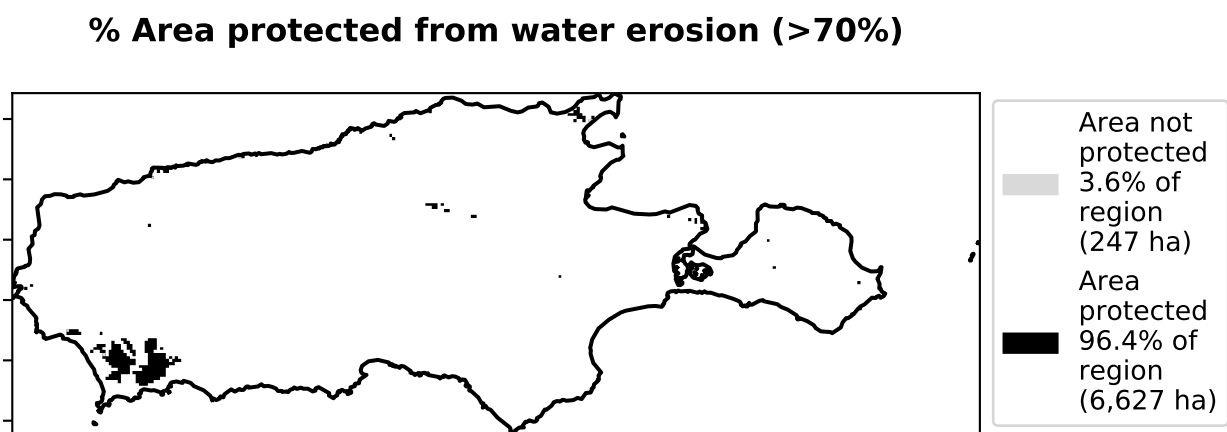 % Area protected from water erosion (>70%)
Area not
protected
3.6% of
region
(247 ha)
Area
protected
96.4% of
region
(6,627 ha)